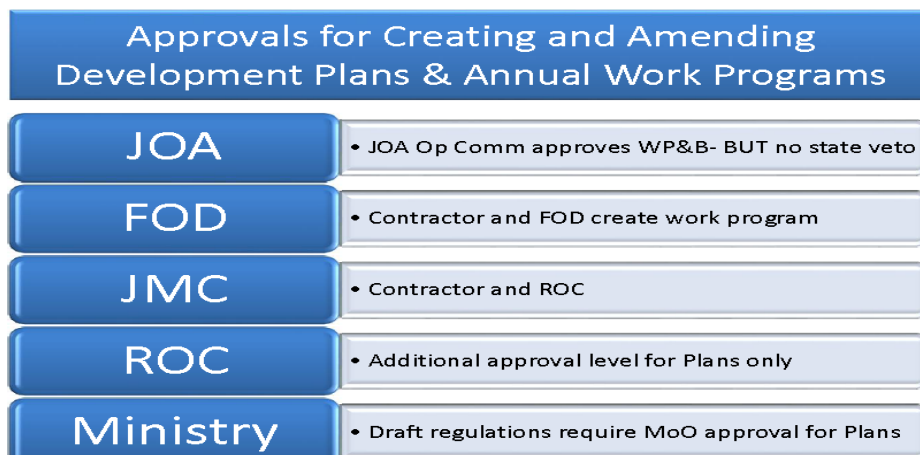 Approvals for Creating and Amending
Development Plans & Annual Work Programs
JOA
• JOA Op Comm approves WP&B- BUT no state veto
FOD
• Contractor and FOD create work program
JMC
• Contractor and ROC
ROC
• Additional approval level for Plans only
Ministry
• Draft regulations require MoO approval for Plans